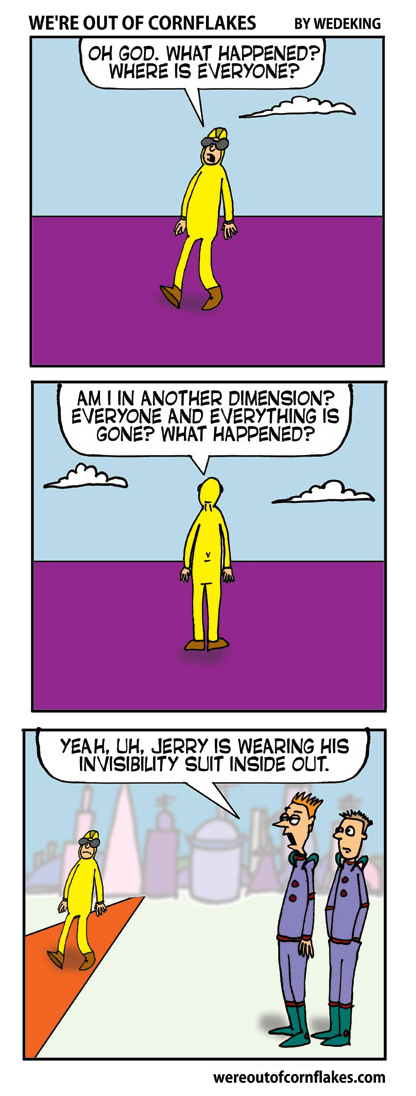 WE'RE OUT OF CORNFLAKES BY WEDEKING
OH GOD. WHAT HAPPENED?
WHERE IS EVERYONE?
AM I IN ANOTHER DIMENSION?
EVERYONE AND EVERYTHING IS
GONE? WHAT HAPPENED?
YEAH, UH, JERRY IS WEARING HIS
INVISIBILITY SUIT INSIDE OUT.
wereoutofcornflakes.com